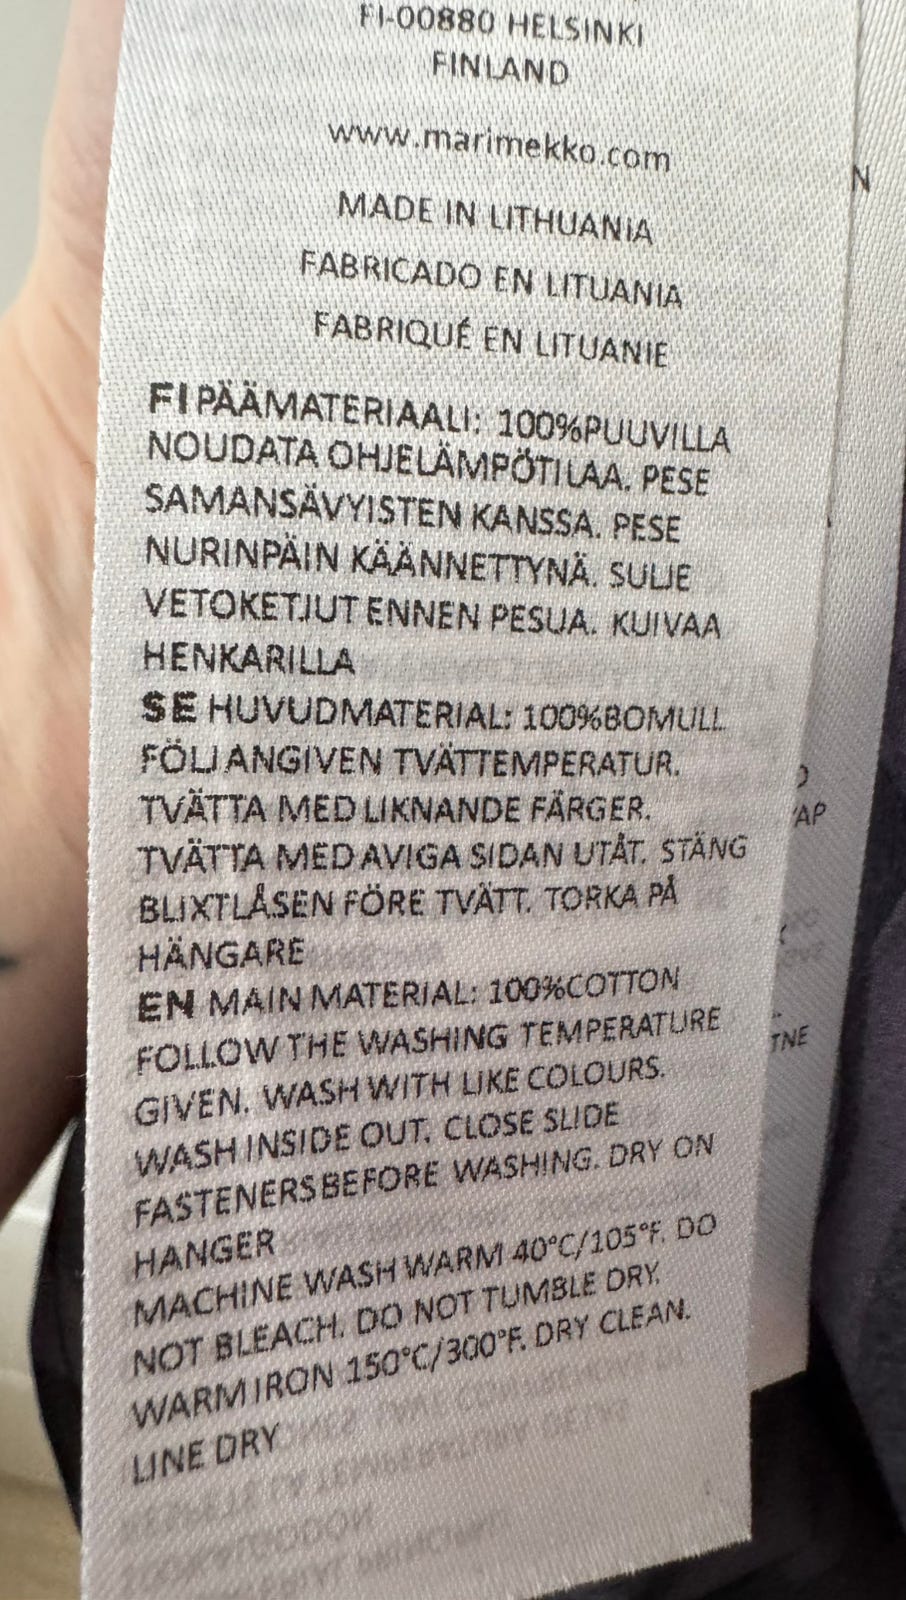 FI-00880 HELSINKI
FINLAND
www.marimekko.com
MADE IN LITHUANIA
FABRICADO EN LITUANIA
FABRIQUÉ EN LITUANIE
FI PÄÄMATERIAALI: 100%PUUVILLA
NOUDATA OHJELÄMPÖTILAA. PESE
SAMANSÄVYISTEN KANSSA. PESE
NURINPÄIN KÄÄNNETTYNÄ. SULJE
VETOKETJUT ENNEN PESUA. KUIVAA
HENKARILLA
SE HUVUDMATERIAL: 100%BOMULL
FÖLJ ANGIVEN TVÄTTEMPERATUR.
TVÄTTA MED LIKNANDE FÄRGER.
TVÄTTA MED AVIGA SIDAN UTÅT. STÄNG
BLIXTLÅSEN FÖRE TVÄTT. TORKA PÅ
HÄNGARE
EN MAIN MATERIAL: 100%COTTON
FOLLOW THE WASHING TEMPERATURE
GIVEN. WASH WITH LIKE COLOURS.
WASH INSIDE OUT. CLOSE SLIDE
FASTENERS BEFORE WASHING. DRY ON
HANGER
MACHINE WASH WARM 40°C/105°F. DO
NOT BLEACH. DO NOT TUMBLE DRY.
WARM IRON 150°C/300°F. DRY CLEAN.
LINE DRY
N
YAP
TNE